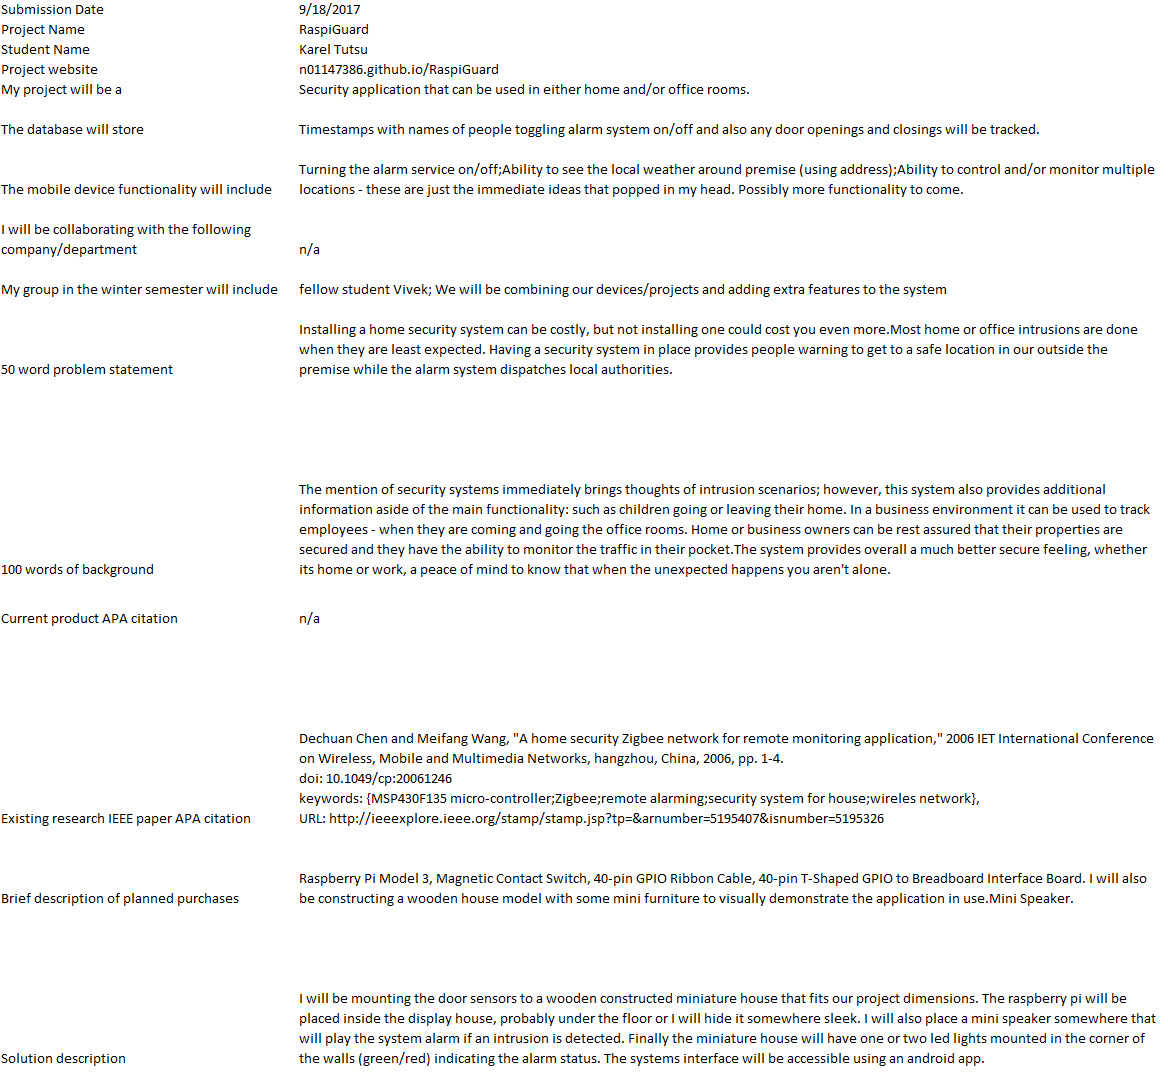 Submission Date 9/18/2017
Project Name RaspiGuard
Student Name Karel Tutsu
Project website n01147386.github.io/RaspiGuard
My project will be a Security application that can be used in either home and/or office rooms.
The database will store Timestamps with names of people toggling alarm system on/off and also any door openings and closings will be tracked.
Turning the alarm service on/off;Ability to see the local weather around premise (using address);Ability to control and/or monitor multiple
The mobile device functionality will include locations - these are just the immediate ideas that popped in my head. Possibly more functionality to come.
I will be collaborating with the following
company/department n/a
My group in the winter semester will include fellow student Vivek; We will be combining our devices/projects and adding extra features to the system
Installing a home security system can be costly, but not installing one could cost you even more.Most home or office intrusions are done
when they are least expected. Having a security system in place provides people warning to get to a safe location in our outside the
50 word problem statement premise while the alarm system dispatches local authorities.
The mention of security systems immediately brings thoughts of intrusion scenarios; however, this system also provides additional
information aside of the main functionality: such as children going or leaving their home. In a business environment it can be used to track
employees - when they are coming and going the office rooms. Home or business owners can be rest assured that their properties are
secured and they have the ability to monitor the traffic in their pocket.The system provides overall a much better secure feeling, whether
100 words of background its home or work, a peace of mind to know that when the unexpected happens you aren't alone.
Current product APA citation n/a
Dechuan Chen and Meifang Wang, "A home security Zigbee network for remote monitoring application," 2006 IET International Conference
on Wireless, Mobile and Multimedia Networks, hangzhou, China, 2006, pp. 1-4.
doi: 10.1049/cp:20061246
keywords: {MSP430F135 micro-controller;Zigbee;remote alarming;security system for house;wireles network},
Existing research IEEE paper APA citation URL: http://ieeexplore.ieee.org/stamp/stamp.jsp?tp=&arnumber=5195407&isnumber=5195326
Raspberry Pi Model 3, Magnetic Contact Switch, 40-pin GPIO Ribbon Cable, 40-pin T-Shaped GPIO to Breadboard Interface Board. I will also
Brief description of planned purchases be constructing a wooden house model with some mini furniture to visually demonstrate the application in use.Mini Speaker.
I will be mounting the door sensors to a wooden constructed miniature house that fits our project dimensions. The raspberry pi will be
placed inside the display house, probably under the floor or I will hide it somewhere sleek. I will also place a mini speaker somewhere that
will play the system alarm if an intrusion is detected. Finally the miniature house will have one or two led lights mounted in the corner of
Solution description the walls (green/red) indicating the alarm status. The systems interface will be accessible using an android app.